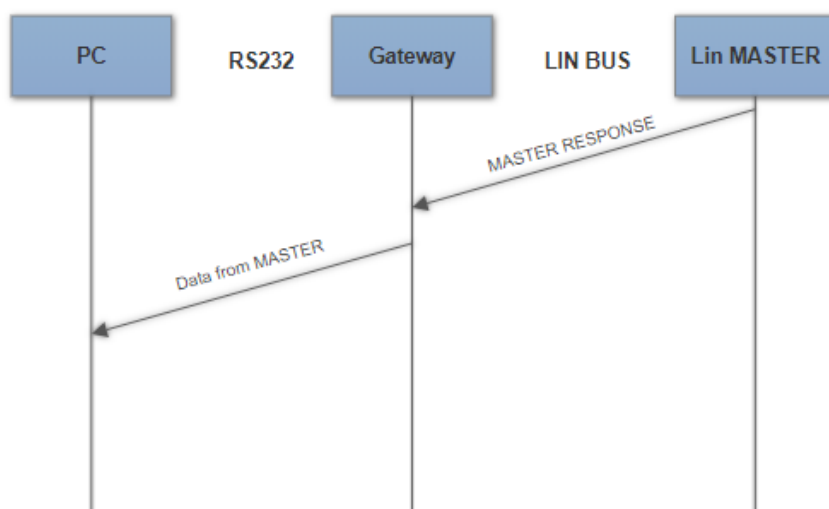 PC
RS232
Gateway
LIN BUS
Lin MASTER
MASTER RESPONSE
Data from MASTER